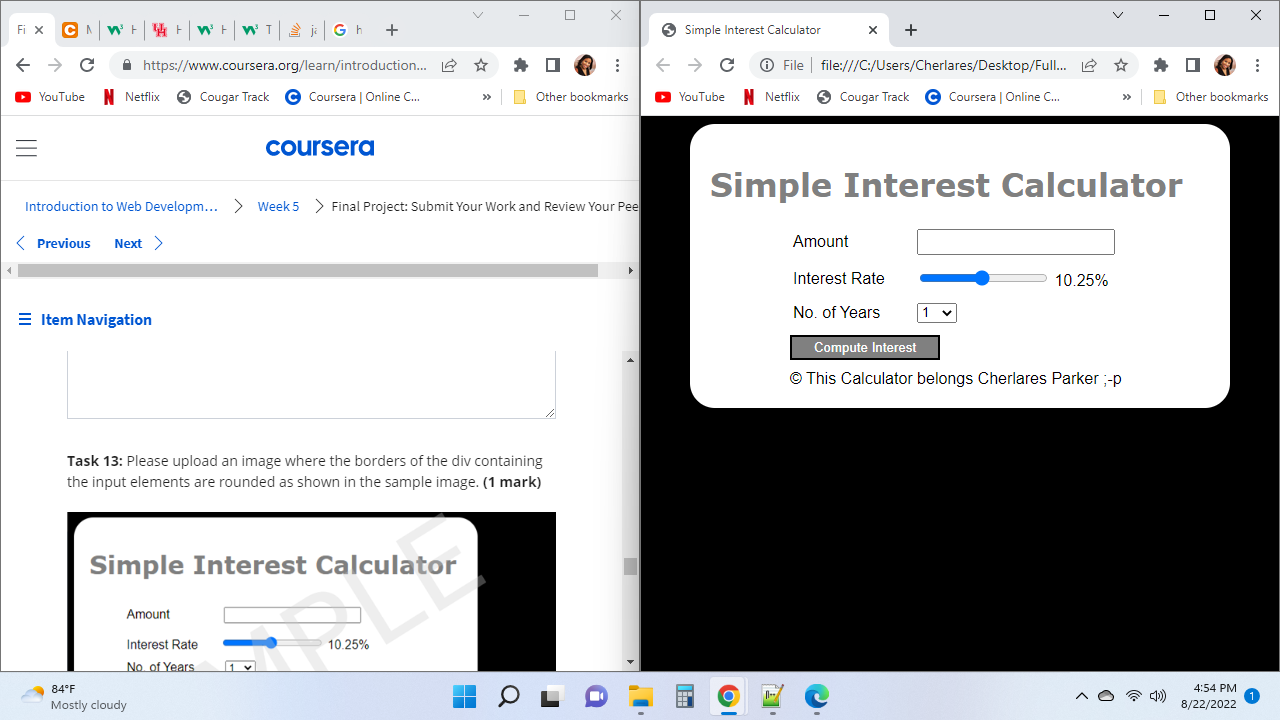 Fi
M
H
H
H
T
ja
h
https://www.coursera.org/learn/introduction...
YouTube
Netflix
Cougar Track
Coursera | Online C...
»
Other bookmarks
coursera
Introduction to Web Developm...
Week 5
Final Project: Submit Your Work and Review Your Pee
Previous
Next
Item Navigation
Task 13: Please upload an image where the borders of the div containing
the input elements are rounded as shown in the sample image. (1 mark)
Simple Interest Calculator
Amount
Interest Rate
10.25%
No. of Years
1
MPLE
Simple Interest Calculator
File
file:///C:/Users/Cherlares/Desktop/Full...
YouTube
Netflix
Cougar Track
Coursera | Online C...
»
Other bookmarks
Simple Interest Calculator
Amount
Interest Rate
10.25%
No. of Years
1
Compute Interest
© This Calculator belongs Cherlares Parker ;-p
84°F
Mostly cloudy
4:54 PM
8/22/2022
1